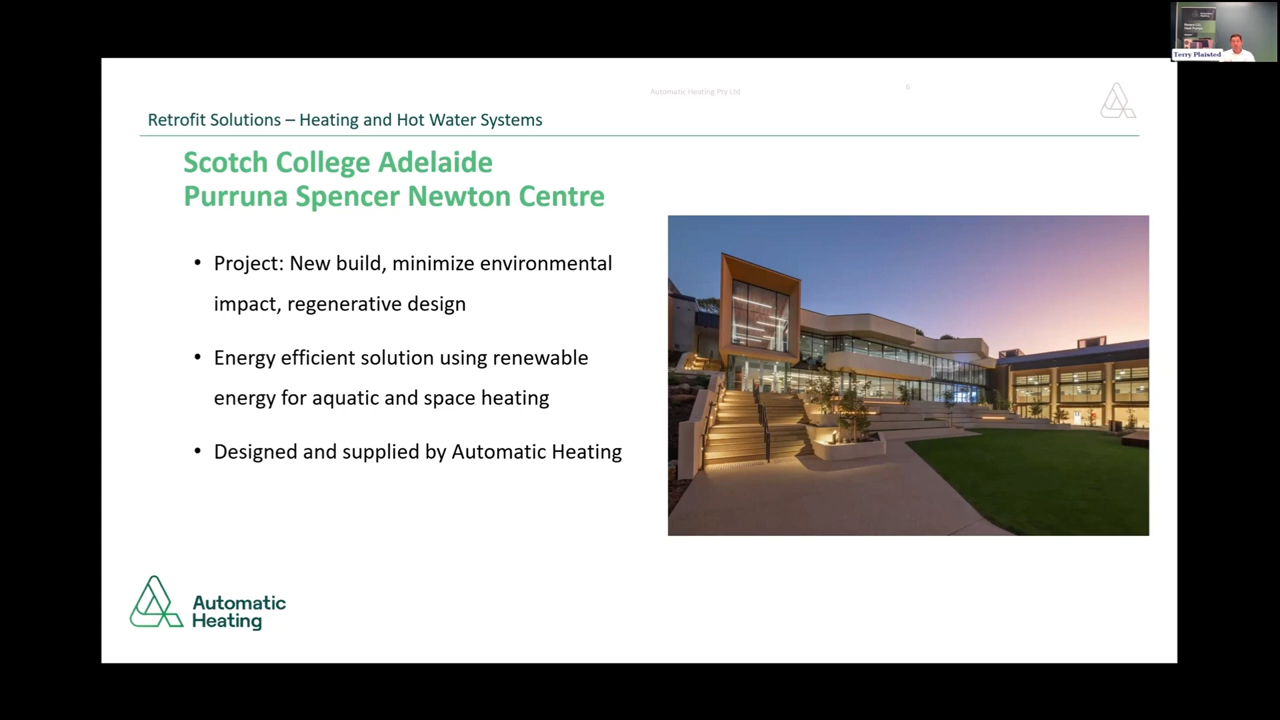 Automatic Heating Pty Ltd
6
Retrofit Solutions – Heating and Hot Water Systems
Scotch College Adelaide
Purruna Spencer Newton Centre
• Project: New build, minimize environmental
impact, regenerative design
• Energy efficient solution using renewable
energy for aquatic and space heating
• Designed and supplied by Automatic Heating
Automatic
Heating
Terry Plaisted